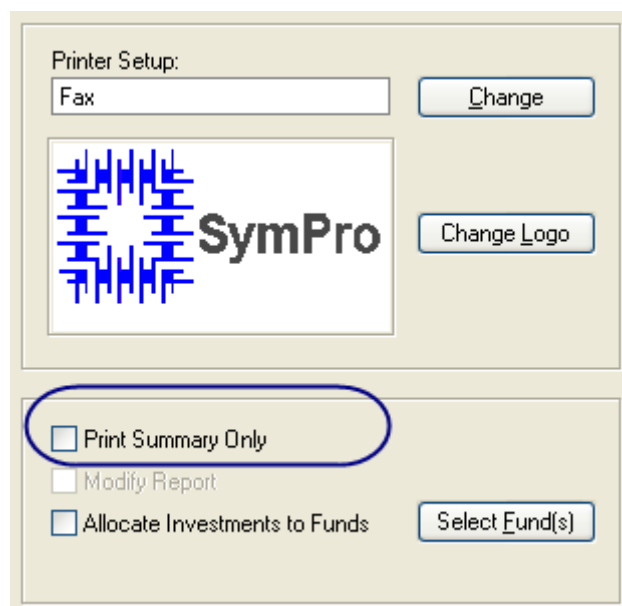 Printer Setup:
Fax
Change
SymPro
Change Logo
Print Summary Only
Modify Report
Allocate Investments to Funds
Select Fund(s)